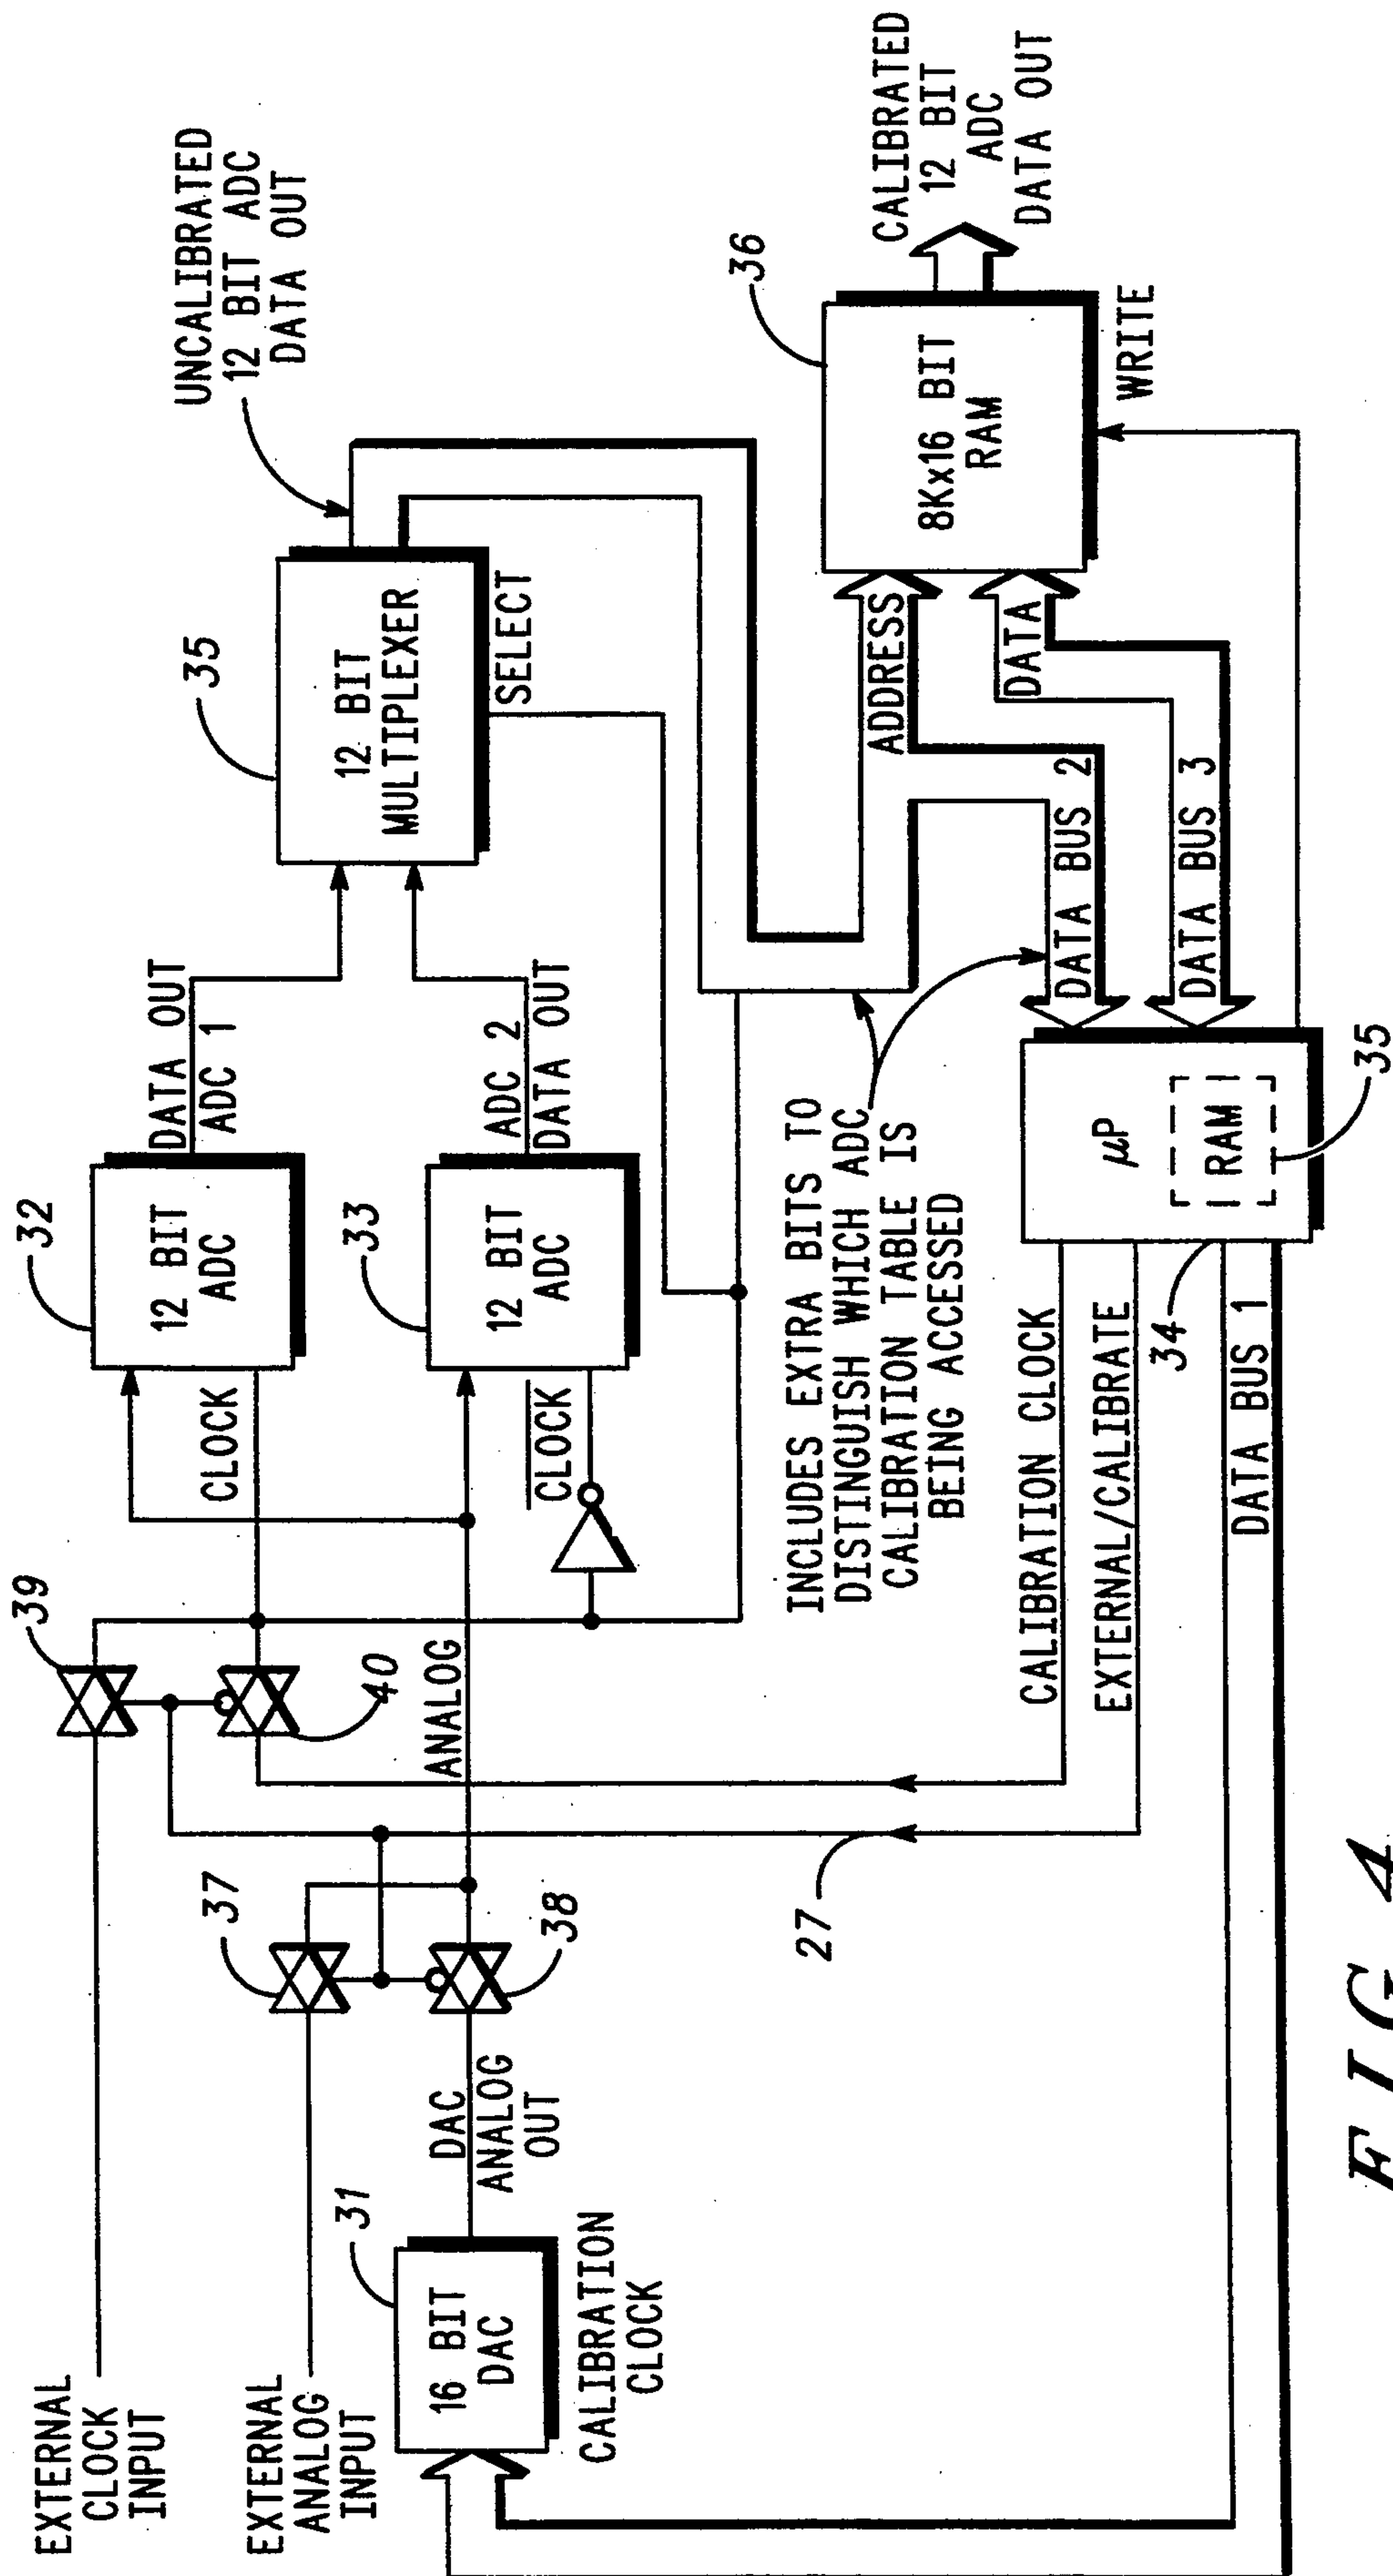 EXTERNAL
CLOCK
INPUT
EXTERNAL
ANALOG
INPUT
39
37
40
38
31
16 BIT
DAC
CALIBRATION
CLOCK
DAC
ANALOG
OUT
ANALOG
27
CLOCK
CLOCK
32
12 BIT
ADC
33
12 BIT
ADC
DATA OUT
ADC 1
ADC 2
DATA OUT
35
12 BIT
MULTIPLEXER
SELECT
UNCALIBRATED
12 BIT ADC
DATA OUT
INCLUDES EXTRA BITS TO
DISTINGUISH WHICH ADC
CALIBRATION TABLE IS
BEING ACCESSED
CALIBRATION CLOCK
EXTERNAL/CALIBRATE
34
DATA BUS 1
µP
RAM
35
DATA BUS 2
DATA BUS 3
ADDRESS
DATA
36
8Kx16 BIT
RAM
WRITE
CALIBRATED
12 BIT
ADC
DATA OUT
FIG. 4